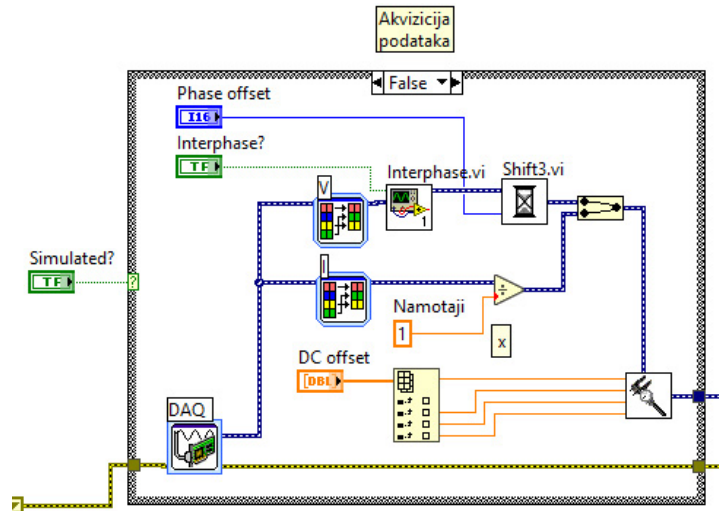 Akvizicija
podataka
False
Phase offset
I16
Interphase?
TF
V
Interphase.vi
Shift3.vi
1
Simulated?
TF
?
I
÷
Namotaji
1
x
DC offset
[DBL
DAQ